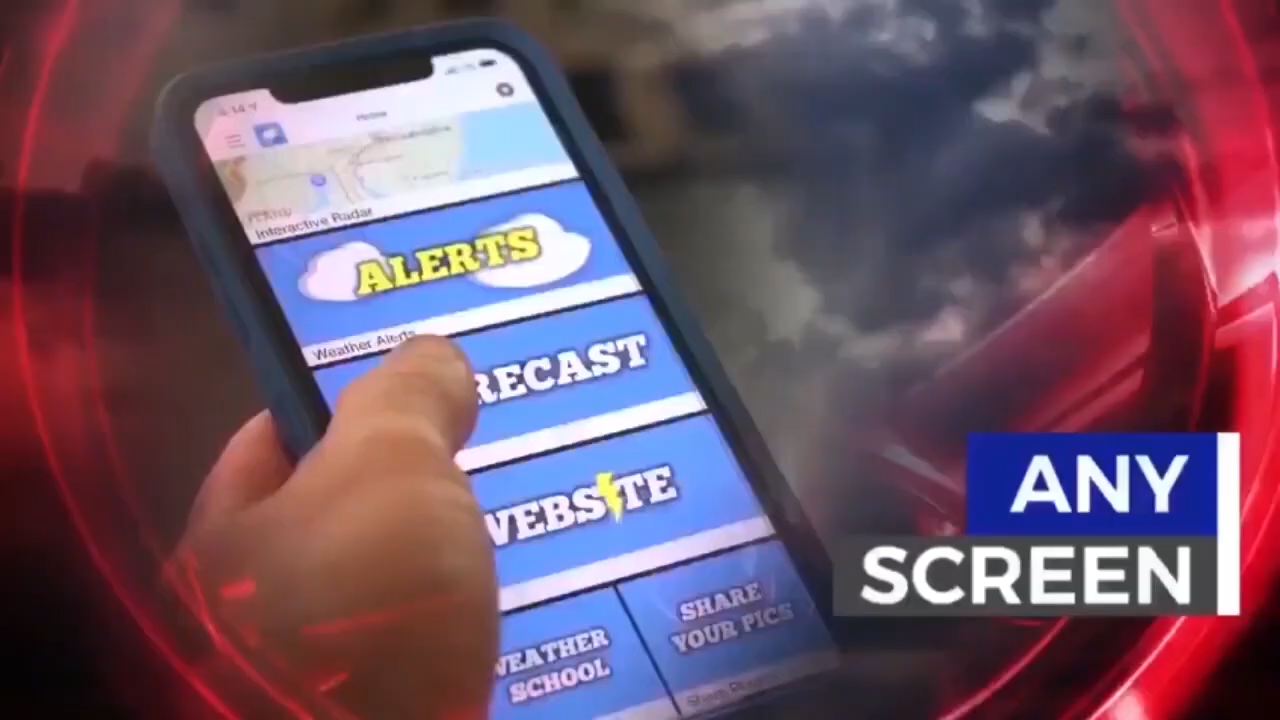 Home
Interactive Radar
ALERTS
Weather Alerts
RECAST
WEBSITE
WEATHER
SCHOOL
SHARE
YOUR PICS
ANY
SCREEN